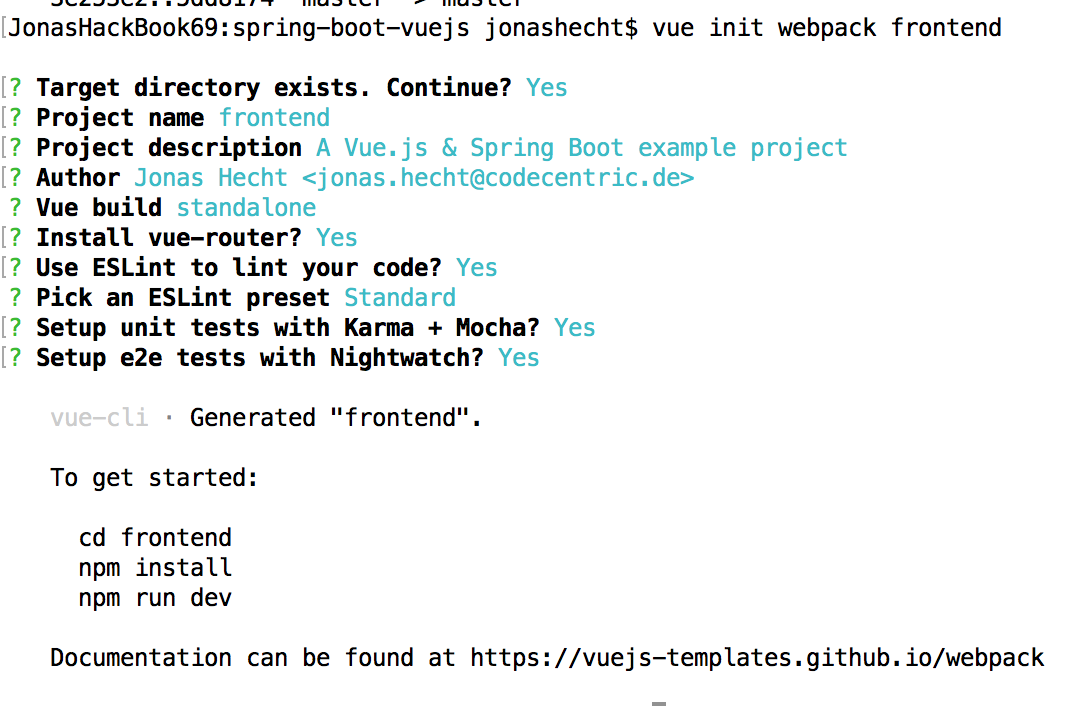 JonasHackBook69:spring-boot-vuejs jonashecht$ vue init webpack frontend
[? Target directory exists. Continue? Yes
[? Project name frontend
[? Project description A Vue.js & Spring Boot example project
[? Author Jonas Hecht <jonas.hecht@codecentric.de>
? Vue build standalone
[? Install vue-router? Yes
[? Use ESLint to lint your code? Yes
? Pick an ESLint preset Standard
[? Setup unit tests with Karma + Mocha? Yes
[? Setup e2e tests with Nightwatch? Yes
vue-cli · Generated "frontend".
To get started:
cd frontend
npm install
npm run dev
Documentation can be found at https://vuejs-templates.github.io/webpack